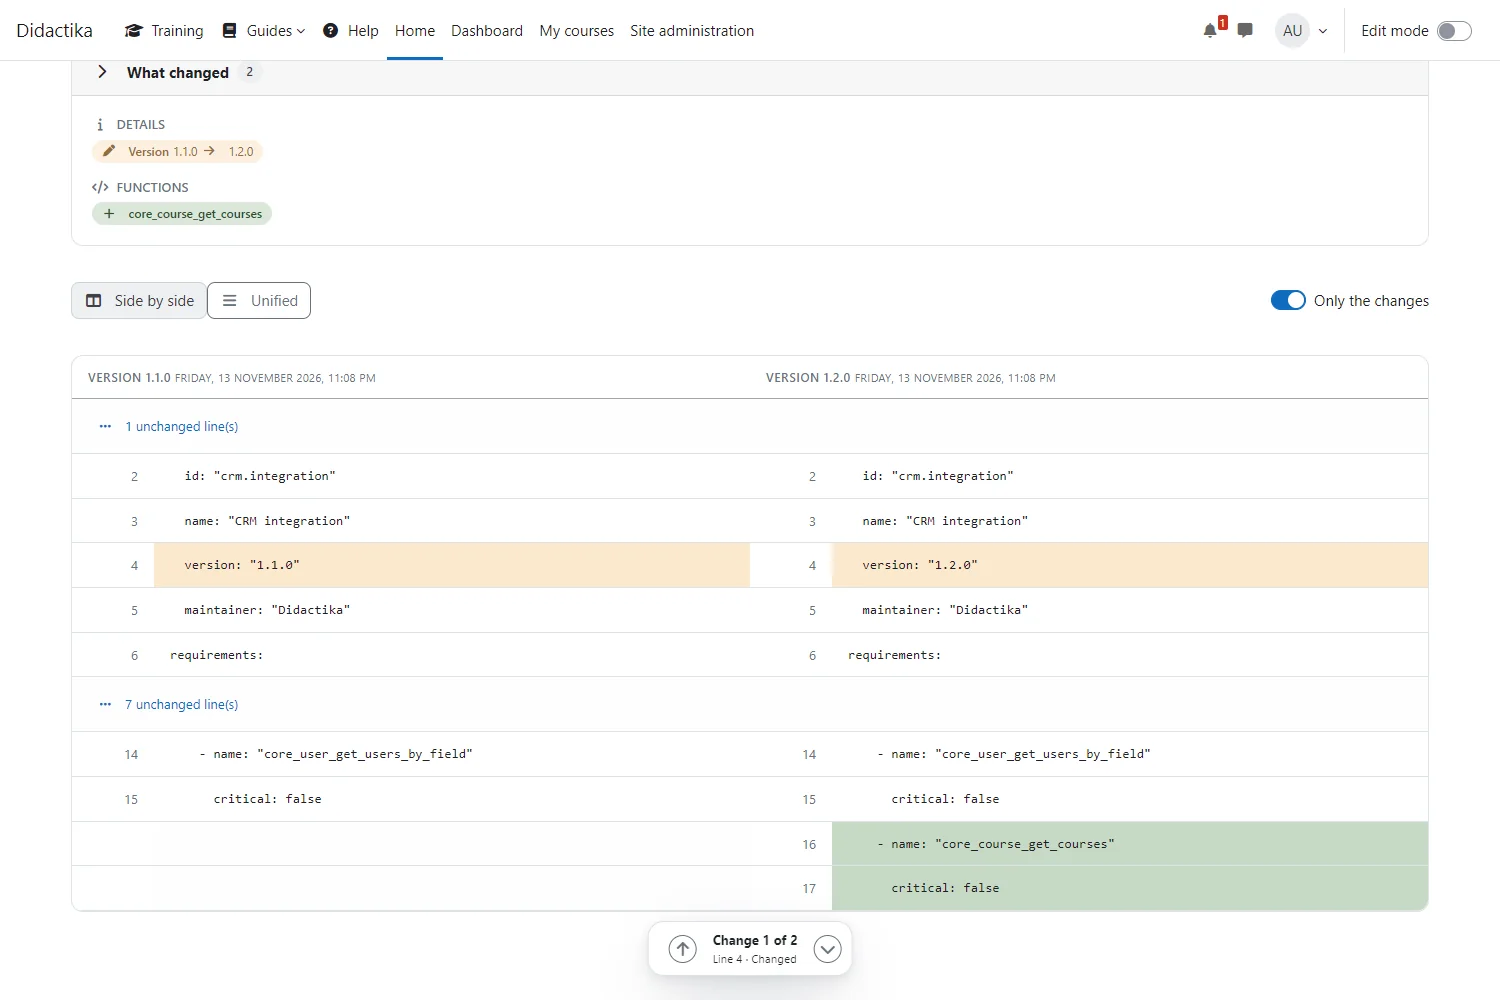 Didactika Training Guides Help Home Dashboard My courses Site administration 1 AU Edit mode
What changed 2
DETAILS
Version 1.1.0 → 1.2.0
FUNCTIONS
+ core_course_get_courses
Side by side Unified Only the changes
VERSION 1.1.0 FRIDAY, 13 NOVEMBER 2026, 11:08 PM VERSION 1.2.0 FRIDAY, 13 NOVEMBER 2026, 11:08 PM
1 unchanged line(s)
2 id: "crm.integration" 2 id: "crm.integration"
3 name: "CRM integration" 3 name: "CRM integration"
4 version: "1.1.0" 4 version: "1.2.0"
5 maintainer: "Didactika" 5 maintainer: "Didactika"
6 requirements: 6 requirements:
7 unchanged line(s)
14 - name: "core_user_get_users_by_field" 14 - name: "core_user_get_users_by_field"
15 critical: false 15 critical: false
16 - name: "core_course_get_courses"
17 critical: false
Change 1 of 2
Line 4 · Changed